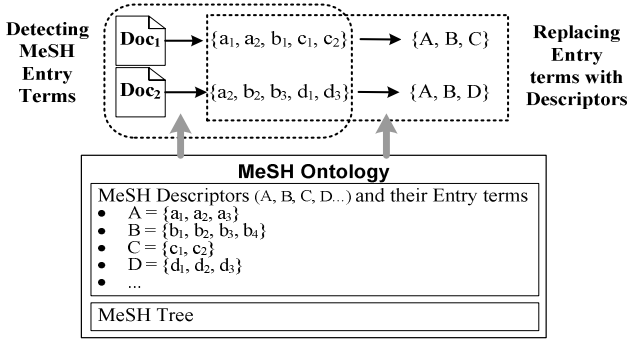 Detecting MeSH Entry Terms
Doc₁
{a₁, a₂, b₁, c₁, c₂}
{A, B, C}
Doc₂
{a₂, b₂, b₃, d₁, d₃}
{A, B, D}
Replacing Entry terms with Descriptors
MeSH Ontology
MeSH Descriptors (A, B, C, D...) and their Entry terms
• A = {a₁, a₂, a₃}
• B = {b₁, b₂, b₃, b₄}
• C = {c₁, c₂}
• D = {d₁, d₂, d₃}
• ...
MeSH Tree